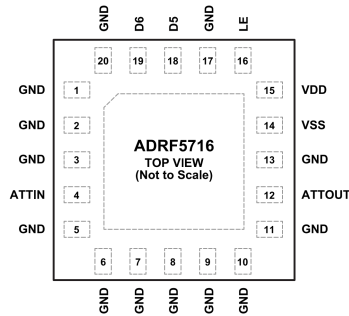 GND D6 D5 GND LE
20 19 18 17 16
GND 1 15 VDD
GND 2 14 VSS
ADRF5716
TOP VIEW
(Not to Scale)
GND 3 13 GND
ATTIN 4 12 ATTOUT
GND 5 11 GND
6 7 8 9 10
GND GND GND GND GND